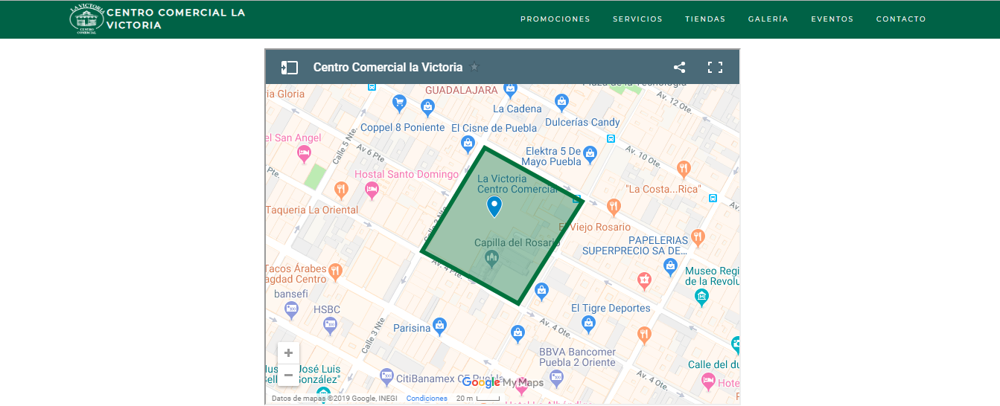 LA VICTORIA
CENTRO
COMERCIAL
CENTRO COMERCIAL LA
VICTORIA
PROMOCIONES
SERVICIOS
TIENDAS
GALERÍA
EVENTOS
CONTACTO
Centro Comercial la Victoria
ia Gloria
GUADALAJARA
La Cadena
Av. 12 Ote.
Coppel 8 Poniente
El Cisne de Puebla
Dulcerías Candy
el San Angel
Calle 5 Nte.
Av. 6 Pte.
Elektra 5 De
Mayo Puebla
Av. 10 Ote.
Hostal Santo Domingo
La Victoria
Centro Comercial
"La Costa...Rica"
Pte.
Taqueria La Oriental
El Viejo Rosario
Capilla del Rosario
PAPELERIAS
SUPERPRECIO SA DE...
Av. 4 Pte.
Tacos Árabes
agdad Centro
Museo Regi
de la Revolu
bansefi
HSBC
El Tigre Deportes
Calle 3 Nte
Parisina
Av. 4 Ote.
BBVA Bancomer
Puebla 2 Oriente
Calle del d
José Luis
González"
CitiBanamex CF Puebla
Google My Maps
Hote
Datos de mapas ©2019 Google, INEGI
Condiciones
20 m